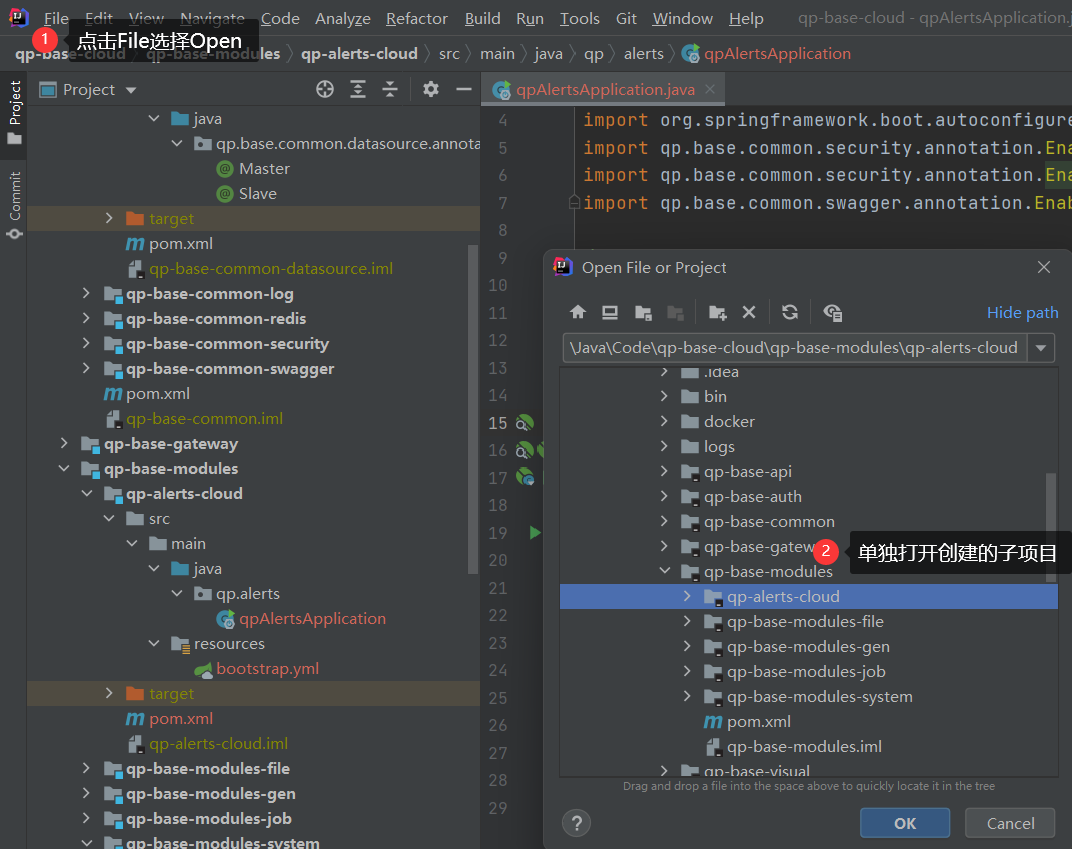 File Edit View Navigate Code Analyze Refactor Build Run Tools Git Window Help qp-base-cloud - qpAlertsApplication.j
1 点击File选择Open
qp-base-cloud qp-base-modules qp-alerts-cloud src main java qp alerts qpAlertsApplication
Project
Commit
Project
java
qp.base.common.datasource.annota
Master
Slave
target
pom.xml
qp-base-common-datasource.iml
qp-base-common-log
qp-base-common-redis
qp-base-common-security
qp-base-common-swagger
pom.xml
qp-base-common.iml
qp-base-gateway
qp-base-modules
qp-alerts-cloud
src
main
java
qp.alerts
qpAlertsApplication
resources
bootstrap.yml
target
pom.xml
qp-alerts-cloud.iml
qp-base-modules-file
qp-base-modules-gen
qp-base-modules-job
qp-base-modules-system
qpAlertsApplication.java
4 import org.springframework.boot.autoconfigure
5 import qp.base.common.security.annotation.Ena
6 import qp.base.common.security.annotation.Ena
7 import qp.base.common.swagger.annotation.Enab
8
9
10
11
12
13
14
15
16
17
18
19
20
21
22
23
24
25
26
27
28
29
Open File or Project
Hide path
\Java\Code\qp-base-cloud\qp-base-modules\qp-alerts-cloud
.idea
bin
docker
logs
qp-base-api
qp-base-auth
qp-base-common
qp-base-gatew
2 单独打开创建的子项目
qp-base-modules
qp-alerts-cloud
qp-base-modules-file
qp-base-modules-gen
qp-base-modules-job
qp-base-modules-system
pom.xml
qp-base-modules.iml
qp-base-visual
Drag and drop a file into the space above to quickly locate it in the tree
? OK Cancel